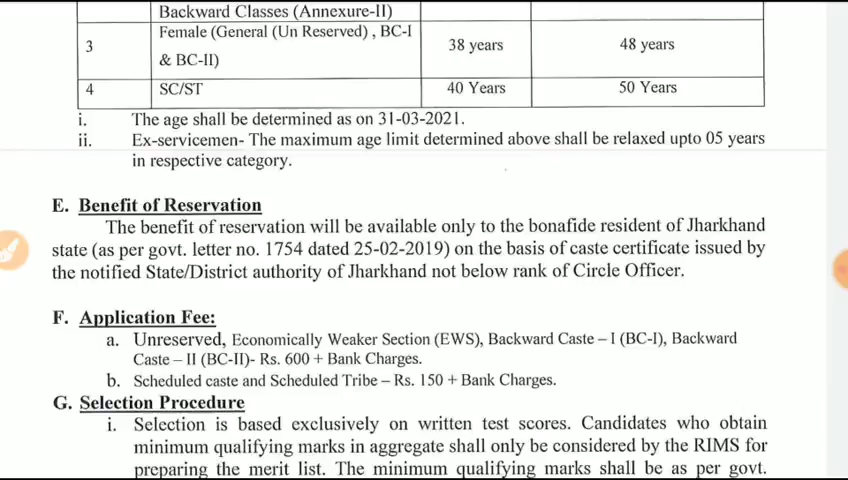 Backward Classes (Annexure-II)
3 Female (General (Un Reserved) , BC-I & BC-II) 38 years 48 years
4 SC/ST 40 Years 50 Years
i. The age shall be determined as on 31-03-2021.
ii. Ex-servicemen- The maximum age limit determined above shall be relaxed upto 05 years
in respective category.
E. Benefit of Reservation
The benefit of reservation will be available only to the bonafide resident of Jharkhand
state (as per govt. letter no. 1754 dated 25-02-2019) on the basis of caste certificate issued by
the notified State/District authority of Jharkhand not below rank of Circle Officer.
F. Application Fee:
a. Unreserved, Economically Weaker Section (EWS), Backward Caste – I (BC-I), Backward
Caste – II (BC-II)- Rs. 600 + Bank Charges.
b. Scheduled caste and Scheduled Tribe – Rs. 150 + Bank Charges.
G. Selection Procedure
i. Selection is based exclusively on written test scores. Candidates who obtain
minimum qualifying marks in aggregate shall only be considered by the RIMS for
preparing the merit list. The minimum qualifying marks shall be as per govt.